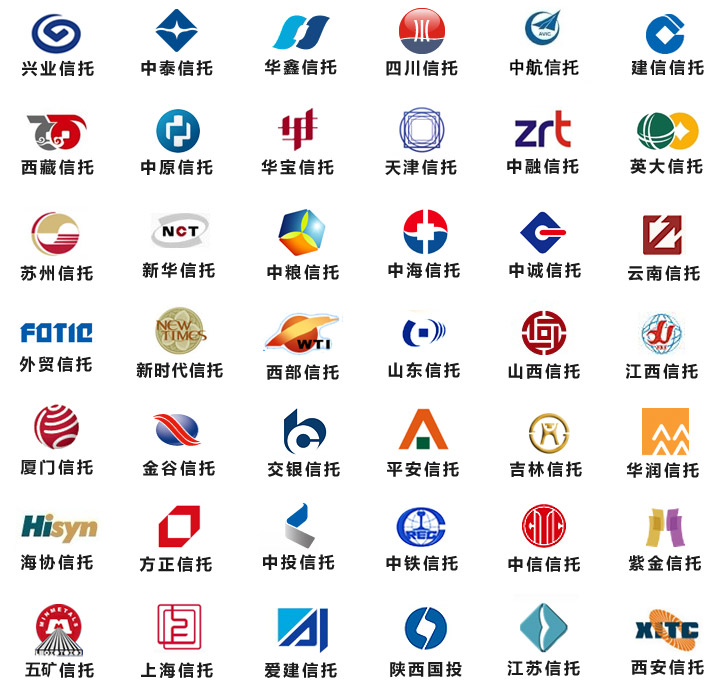 AVIC
兴业信托 中泰信托 华鑫信托 四川信托 中航信托 建信信托
zrt
西藏信托 中原信托 华宝信托 天津信托 中融信托 英大信托
NCT
苏州信托 新华信托 中粮信托 中海信托 中诚信托 云南信托
FOTIC NEW TIMES WTI
外贸信托 新时代信托 西部信托 山东信托 山西信托 江西信托
厦门信托 金谷信托 交银信托 平安信托 吉林信托 华润信托
Hisyn REC CITIC
海协信托 方正信托 中投信托 中铁信托 中信信托 紫金信托
MINMETALS XITC
五矿信托 上海信托 爱建信托 陕西国投 江苏信托 西安信托